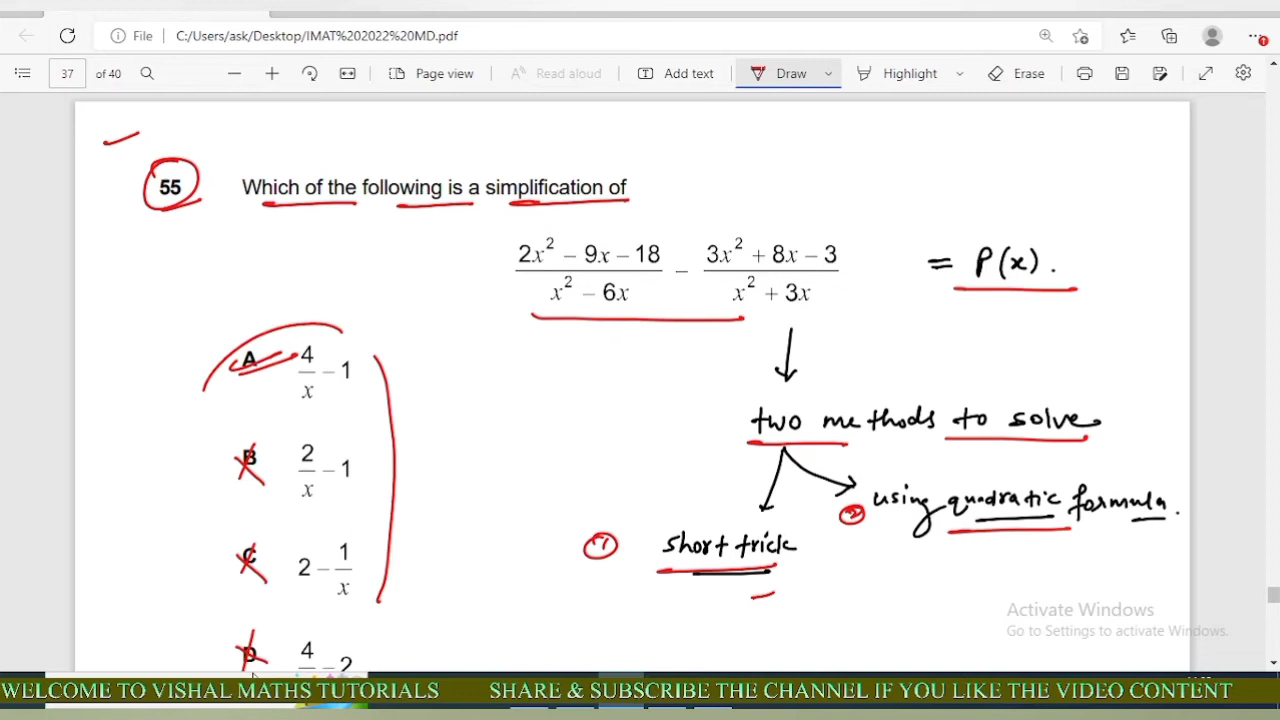 File C:/Users/ask/Desktop/IMAT%202022%20MD.pdf
37 of 40 Page view Read aloud Add text Draw Highlight Erase
55 Which of the following is a simplification of
2x² – 9x – 18 / x² – 6x – 3x² + 8x – 3 / x² + 3x = P(x).
A 4/x – 1
B 2/x – 1
C 2 – 1/x
D 4 – 2
two methods to solve
② using quadratic formula.
① short trick
Activate Windows
Go to Settings to activate Windows.
WELCOME TO VISHAL MATHS TUTORIALS SHARE & SUBSCRIBE THE CHANNEL IF YOU LIKE THE VIDEO CONTENT